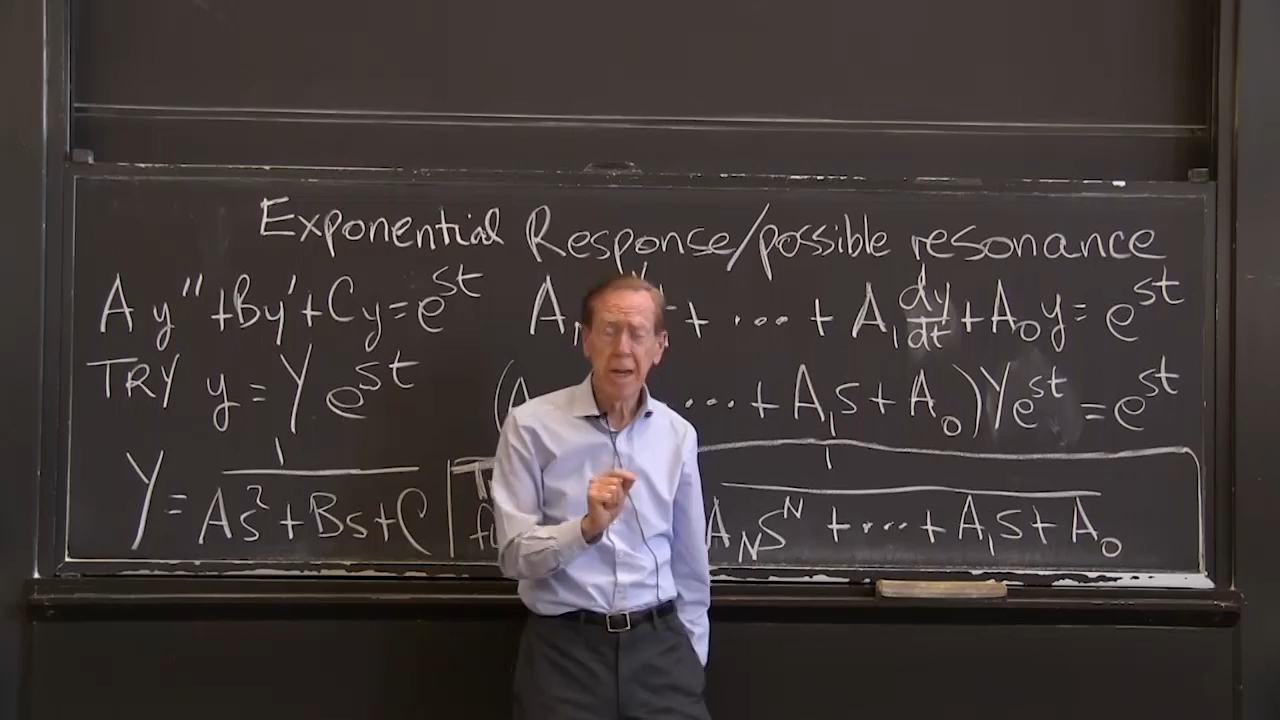 Exponential Response/possible resonance
Ay''+By'+Cy=e^st
A + ... + A₁ dy/dt + A₀y = e^st
TRY y = Ye^st
( ... + A₁s + A₀)Ye^st = e^st
Y = 1/(As²+Bs+C)
1/(A_N s^N + ... + A₁s + A₀)